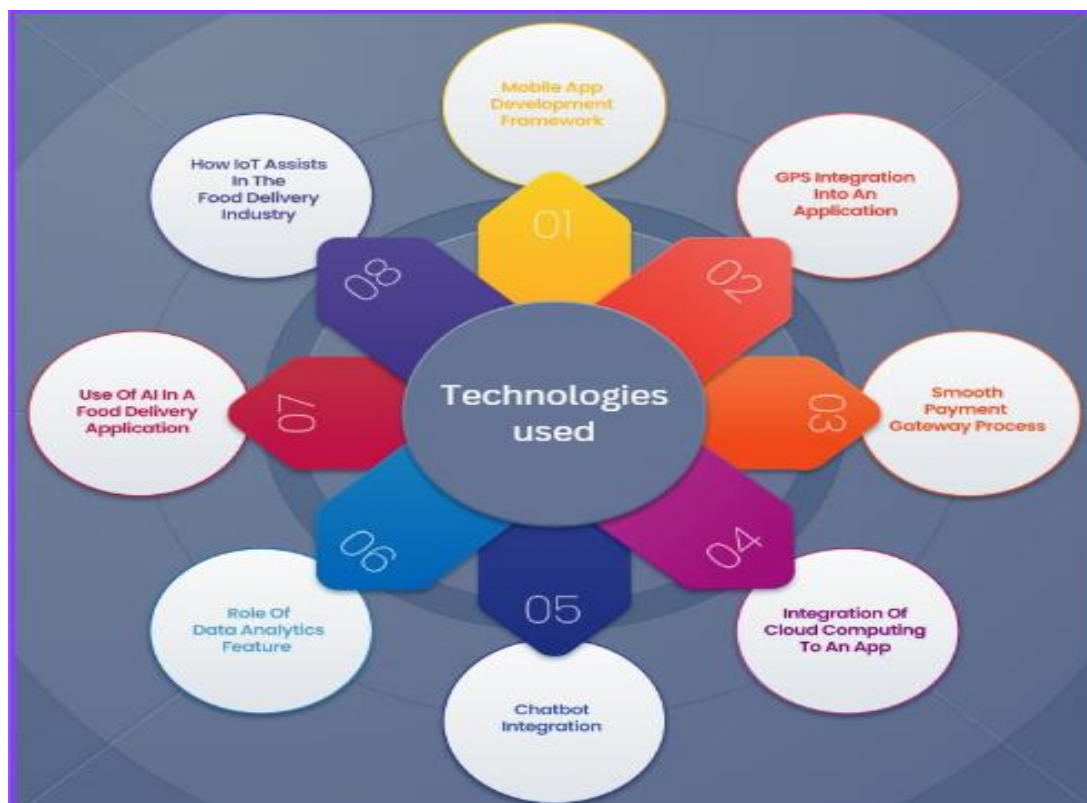 Technologies
used
01
Mobile App
Development
Framework
02
GPS Integration
Into An
Application
03
Smooth
Payment
Gateway Process
04
Integration Of
Cloud Computing
To An App
05
Chatbot
Integration
06
Role Of
Data Analytics
Feature
07
Use Of AI In A
Food Delivery
Application
08
How IoT Assists
In The
Food Delivery
Industry